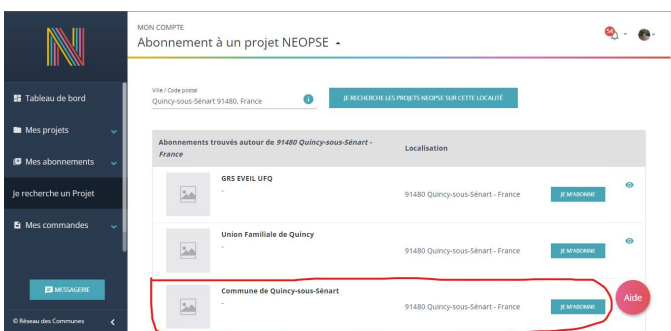 MON COMPTE
Abonnement à un projet NEOPSE
54
Tableau de bord
Mes projets
Mes abonnements
Je recherche un Projet
Mes commandes
MESSAGERIE
© Réseau des Communes
Ville / Code postal
Quincy-sous-Sénart 91480, France
JE RECHERCHE LES PROJETS NEOPSE SUR CETTE LOCALITÉ
Abonnements trouvés autour de 91480 Quincy-sous-Sénart -
France
Localisation
GRS EVEIL UFQ
-
91480 Quincy-sous-Sénart - France
JE M'ABONNE
Union Familiale de Quincy
-
91480 Quincy-sous-Sénart - France
JE M'ABONNE
Commune de Quincy-sous-Sénart
-
91480 Quincy-sous-Sénart - France
JE M'ABONNE
Aide